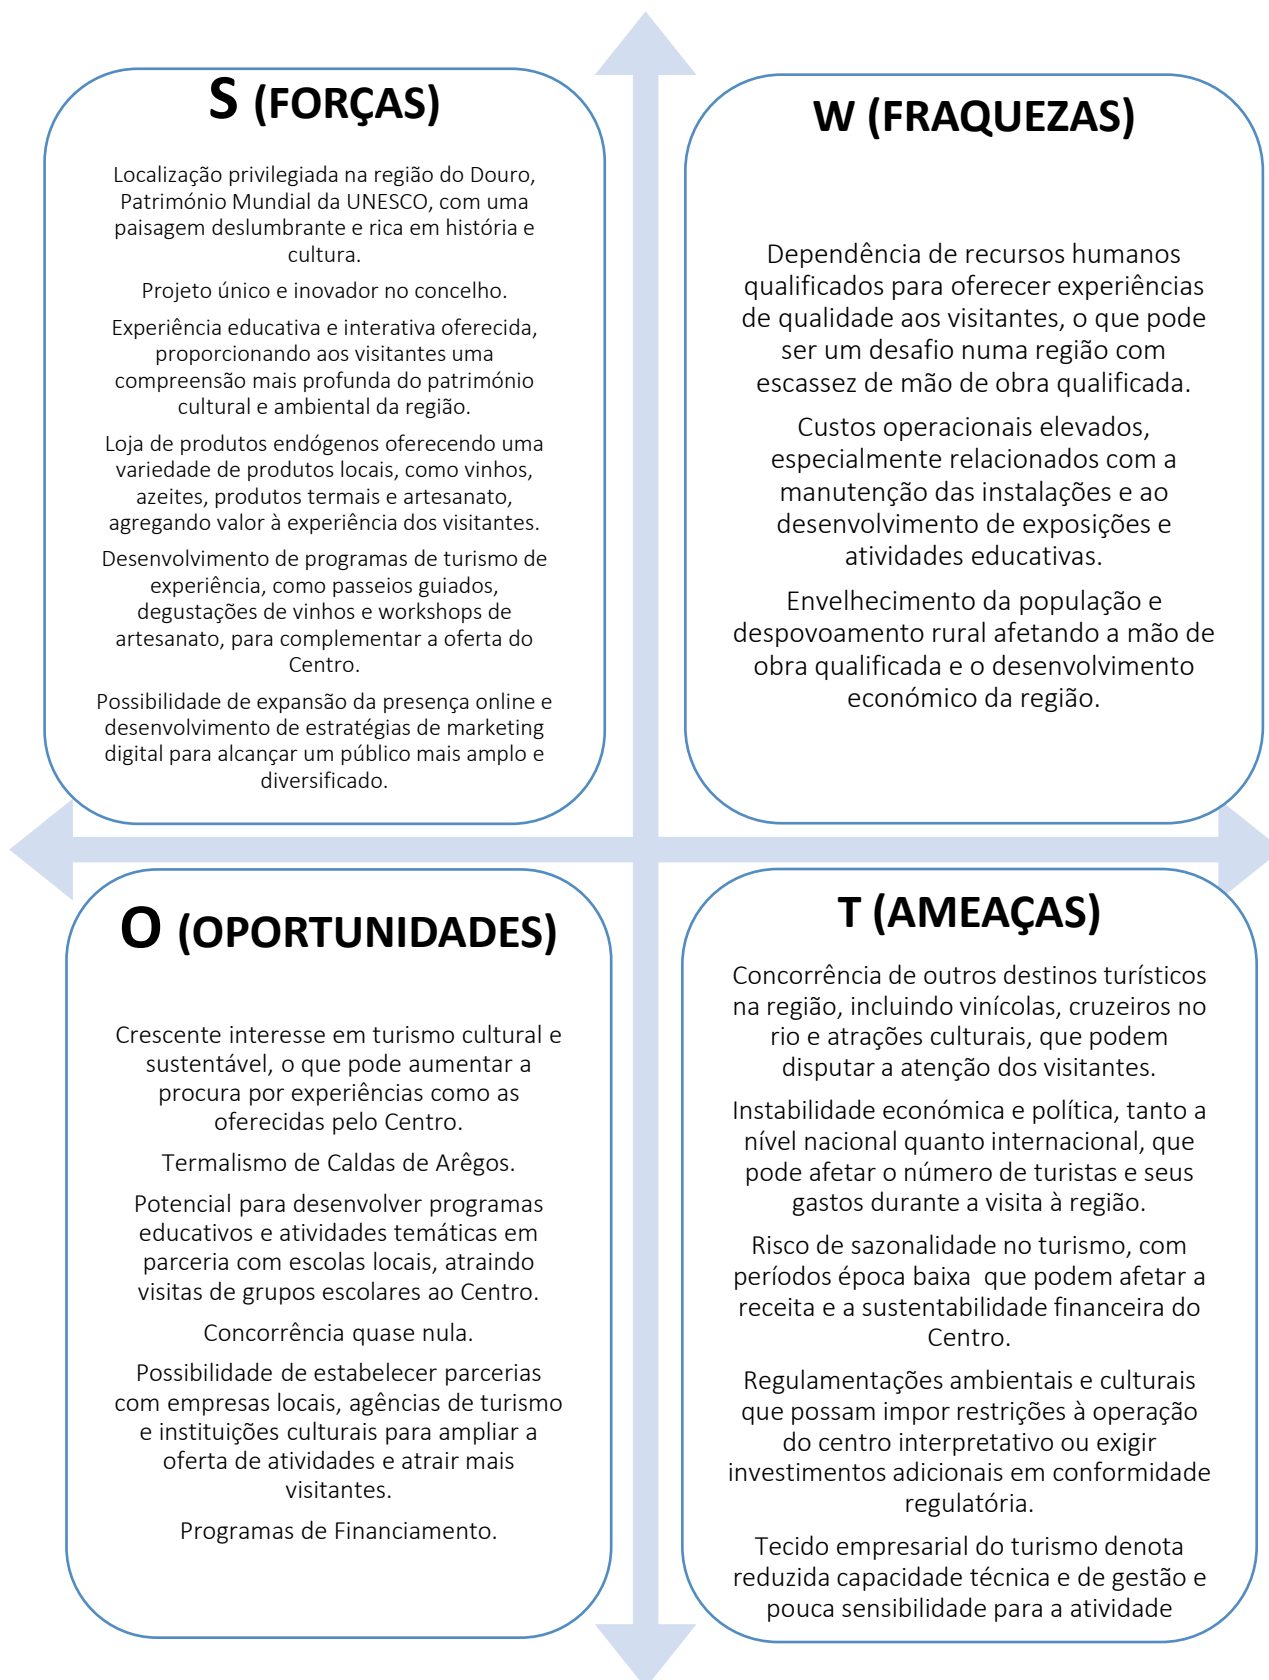 S (FORÇAS)
Localização privilegiada na região do Douro,
Património Mundial da UNESCO, com uma
paisagem deslumbrante e rica em história e
cultura.
Projeto único e inovador no concelho.
Experiência educativa e interativa oferecida,
proporcionando aos visitantes uma
compreensão mais profunda do património
cultural e ambiental da região.
Loja de produtos endógenos oferecendo uma
variedade de produtos locais, como vinhos,
azeites, produtos termais e artesanato,
agregando valor à experiência dos visitantes.
Desenvolvimento de programas de turismo de
experiência, como passeios guiados,
degustações de vinhos e workshops de
artesanato, para complementar a oferta do
Centro.
Possibilidade de expansão da presença online e
desenvolvimento de estratégias de marketing
digital para alcançar um público mais amplo e
diversificado.
W (FRAQUEZAS)
Dependência de recursos humanos
qualificados para oferecer experiências
de qualidade aos visitantes, o que pode
ser um desafio numa região com
escassez de mão de obra qualificada.
Custos operacionais elevados,
especialmente relacionados com a
manutenção das instalações e ao
desenvolvimento de exposições e
atividades educativas.
Envelhecimento da população e
despovoamento rural afetando a mão de
obra qualificada e o desenvolvimento
económico da região.
O (OPORTUNIDADES)
Crescente interesse em turismo cultural e
sustentável, o que pode aumentar a
procura por experiências como as
oferecidas pelo Centro.
Termalismo de Caldas de Arêgos.
Potencial para desenvolver programas
educativos e atividades temáticas em
parceria com escolas locais, atraindo
visitas de grupos escolares ao Centro.
Concorrência quase nula.
Possibilidade de estabelecer parcerias
com empresas locais, agências de turismo
e instituições culturais para ampliar a
oferta de atividades e atrair mais
visitantes.
Programas de Financiamento.
T (AMEAÇAS)
Concorrência de outros destinos turísticos
na região, incluindo vinícolas, cruzeiros no
rio e atrações culturais, que podem
disputar a atenção dos visitantes.
Instabilidade económica e política, tanto a
nível nacional quanto internacional, que
pode afetar o número de turistas e seus
gastos durante a visita à região.
Risco de sazonalidade no turismo, com
períodos época baixa  que podem afetar a
receita e a sustentabilidade financeira do
Centro.
Regulamentações ambientais e culturais
que possam impor restrições à operação
do centro interpretativo ou exigir
investimentos adicionais em conformidade
regulatória.
Tecido empresarial do turismo denota
reduzida capacidade técnica e de gestão e
pouca sensibilidade para a atividade